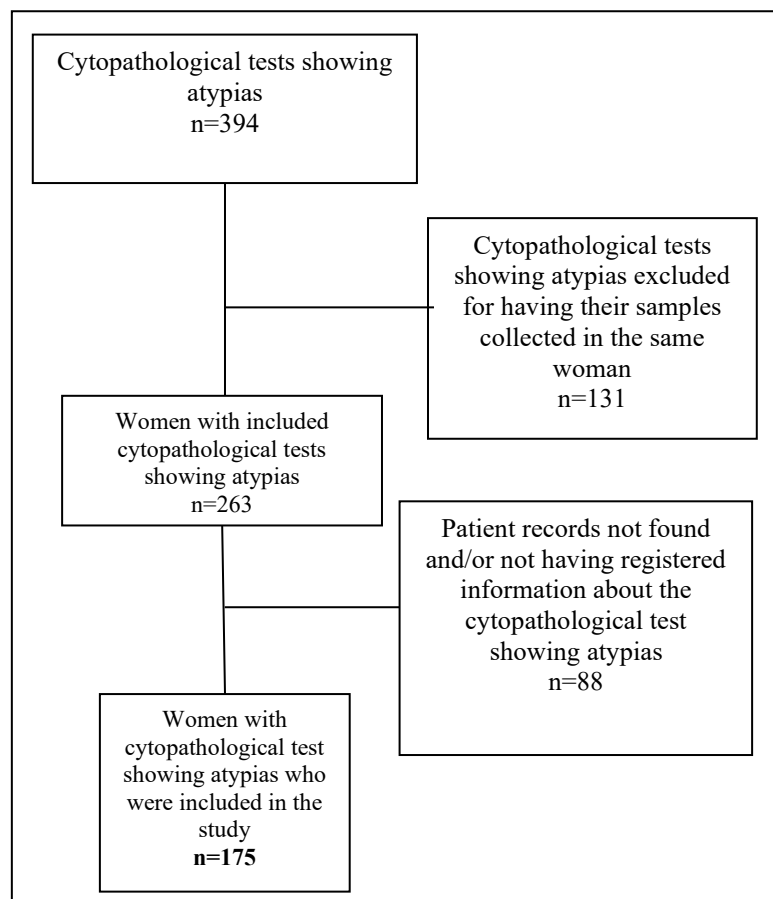 Cytopathological tests showing
atypias
n=394
Cytopathological tests
showing atypias excluded
for having their samples
collected in the same
woman
n=131
Women with included
cytopathological tests
showing atypias
n=263
Patient records not found
and/or not having registered
information about the
cytopathological test
showing atypias
n=88
Women with
cytopathological test
showing atypias who
were included in the
study
n=175